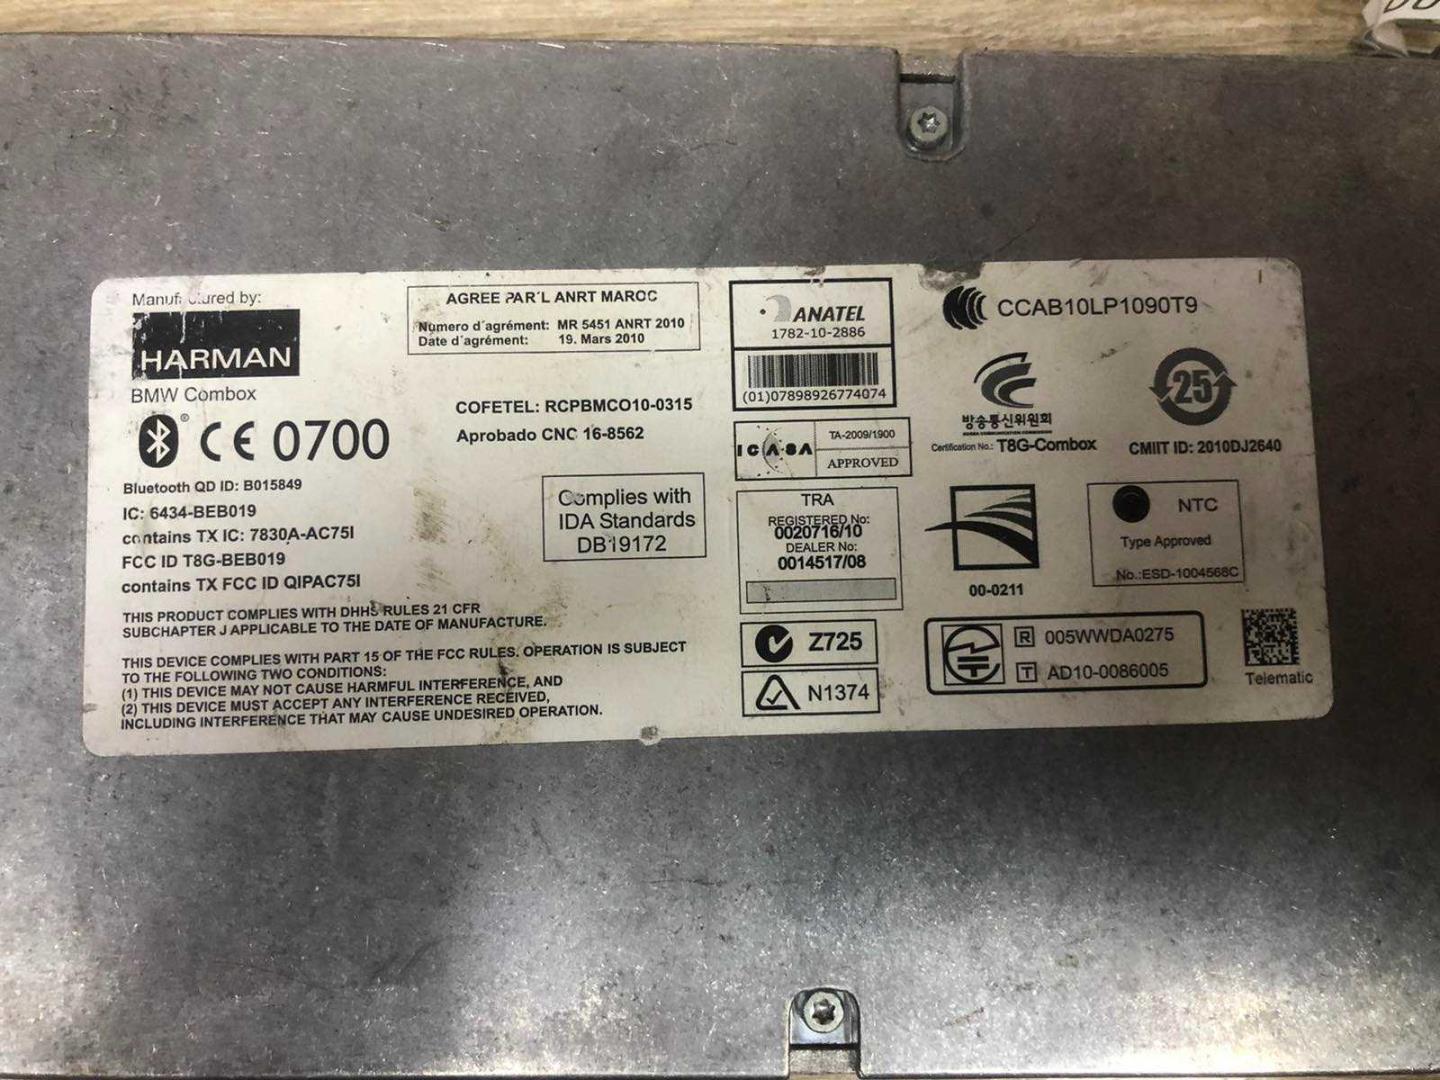 Manufactured by:
HARMAN
BMW Combox
CE 0700
Bluetooth QD ID: B015849
IC: 6434-BEB019
contains TX IC: 7830A-AC75I
FCC ID T8G-BEB019
contains TX FCC ID QIPAC75I
THIS PRODUCT COMPLIES WITH DHHS RULES 21 CFR
SUBCHAPTER J APPLICABLE TO THE DATE OF MANUFACTURE.
THIS DEVICE COMPLIES WITH PART 15 OF THE FCC RULES. OPERATION IS SUBJECT
TO THE FOLLOWING TWO CONDITIONS:
(1) THIS DEVICE MAY NOT CAUSE HARMFUL INTERFERENCE, AND
(2) THIS DEVICE MUST ACCEPT ANY INTERFERENCE RECEIVED,
INCLUDING INTERFERENCE THAT MAY CAUSE UNDESIRED OPERATION.
AGREE PAR´L ANRT MAROC
Numero d´agrément: MR 5451 ANRT 2010
Date d´agrément: 19. Mars 2010
COFETEL: RCPBMCO10-0315
Aprobado CNC 16-8562
Complies with
IDA Standards
DB19172
ANATEL
1782-10-2886
(01)07898926774074
ICASA
TA-2009/1900
APPROVED
TRA
REGISTERED No:
0020716/10
DEALER No:
0014517/08
Z725
N1374
CCAB10LP1090T9
방송통신위원회
Certification No.: T8G-Combox
25
CMIIT ID: 2010DJ2640
00-0211
NTC
Type Approved
No.:ESD-1004568C
R 005WWDA0275
T AD10-0086005
Telematic